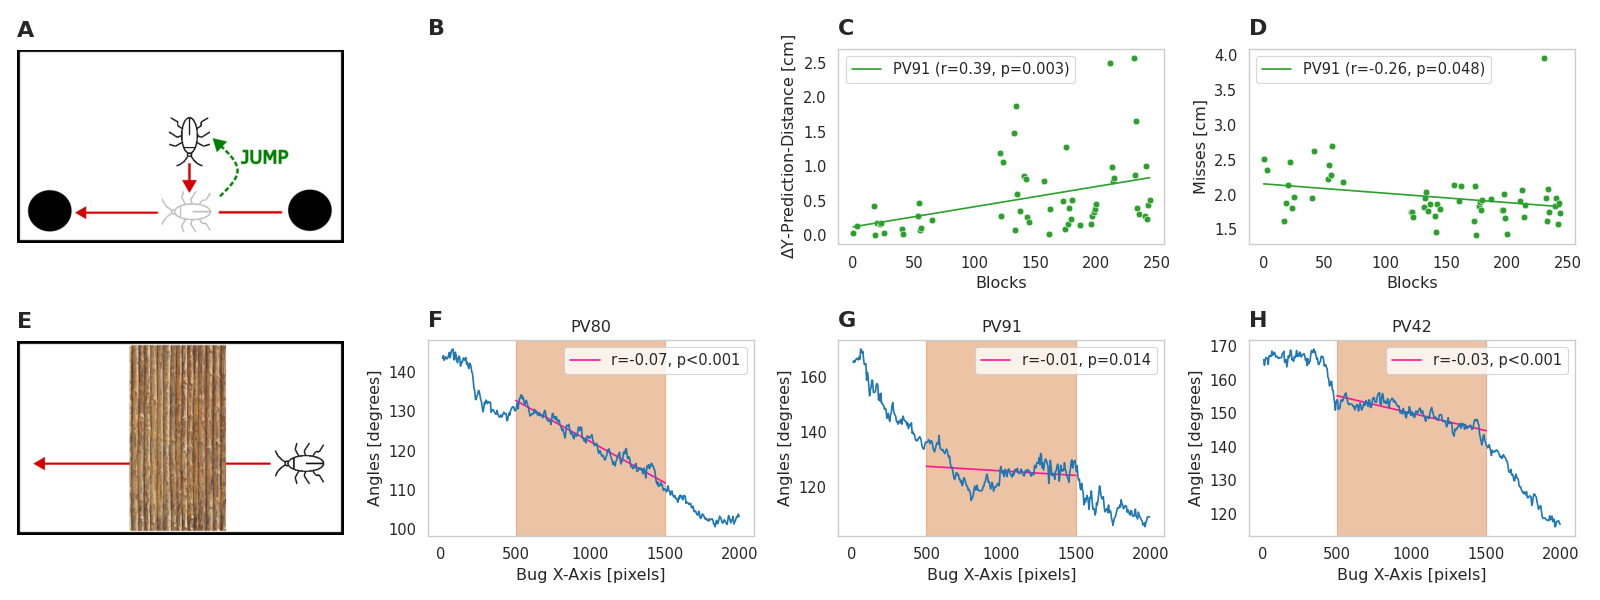 A
JUMP
B
C
ΔY-Prediction-Distance [cm]
PV91 (r=0.39, p=0.003)
2.5
2.0
1.5
1.0
0.5
0.0
0 50 100 150 200 250
Blocks
D
Misses [cm]
PV91 (r=-0.26, p=0.048)
4.0
3.5
3.0
2.5
2.0
1.5
0 50 100 150 200 250
Blocks
E
F
PV80
Angles [degrees]
r=-0.07, p<0.001
140
130
120
110
100
0 500 1000 1500 2000
Bug X-Axis [pixels]
G
PV91
Angles [degrees]
r=-0.01, p=0.014
160
140
120
0 500 1000 1500 2000
Bug X-Axis [pixels]
H
PV42
Angles [degrees]
r=-0.03, p<0.001
170
160
150
140
130
120
0 500 1000 1500 2000
Bug X-Axis [pixels]